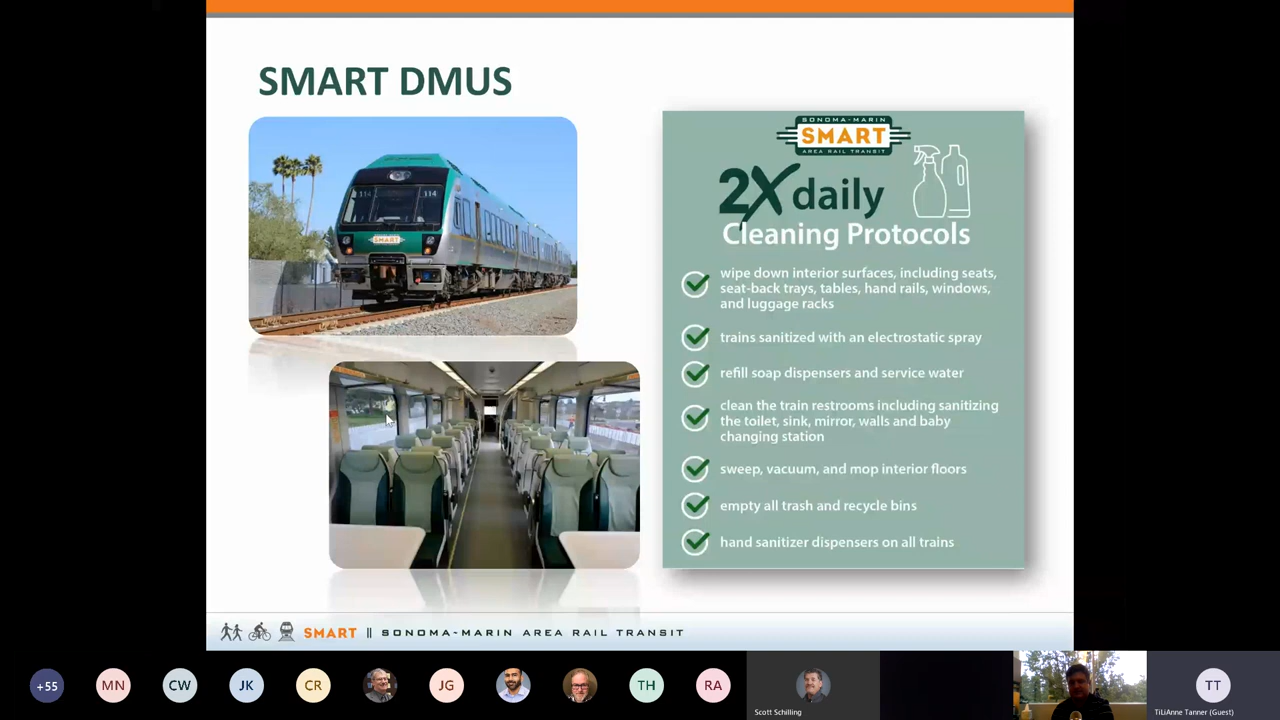 SMART DMUS
114
114
SMART
SONOMA-MARIN
SMART
AREA RAIL TRANSIT
2X daily
Cleaning Protocols
wipe down interior surfaces, including seats,
seat-back trays, tables, hand rails, windows,
and luggage racks
trains sanitized with an electrostatic spray
refill soap dispensers and service water
clean the train restrooms including sanitizing
the toilet, sink, mirror, walls and baby
changing station
sweep, vacuum, and mop interior floors
empty all trash and recycle bins
hand sanitizer dispensers on all trains
SMART || SONOMA-MARIN AREA RAIL TRANSIT
+55
MN
CW
JK
CR
JG
TH
RA
Scott Schilling
TT
TiLiAnne Tanner (Guest)